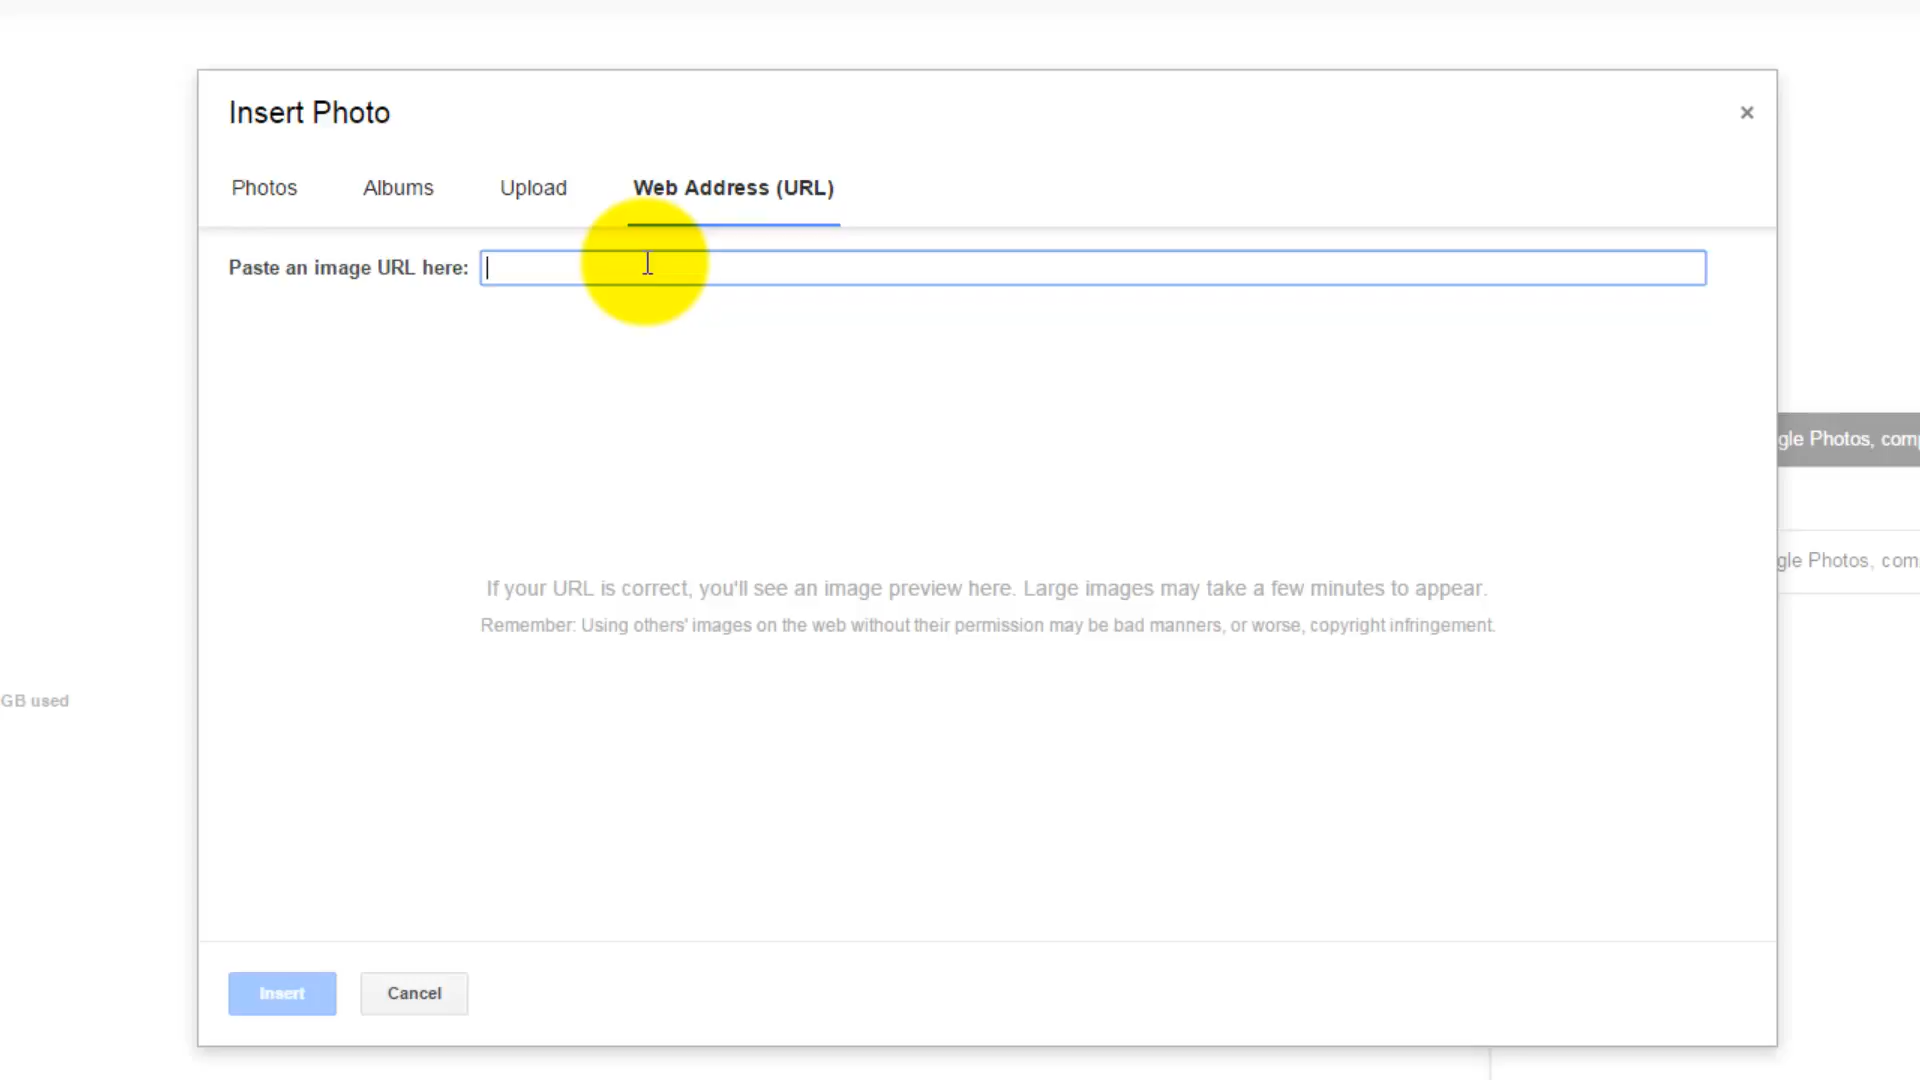 Insert Photo
×
Photos Albums Upload Web Address (URL)
Paste an image URL here:
gle Photos, com
If your URL is correct, you'll see an image preview here. Large images may take a few minutes to appear.
gle Photos, com
Remember: Using others' images on the web without their permission may be bad manners, or worse, copyright infringement.
GB used
Insert Cancel